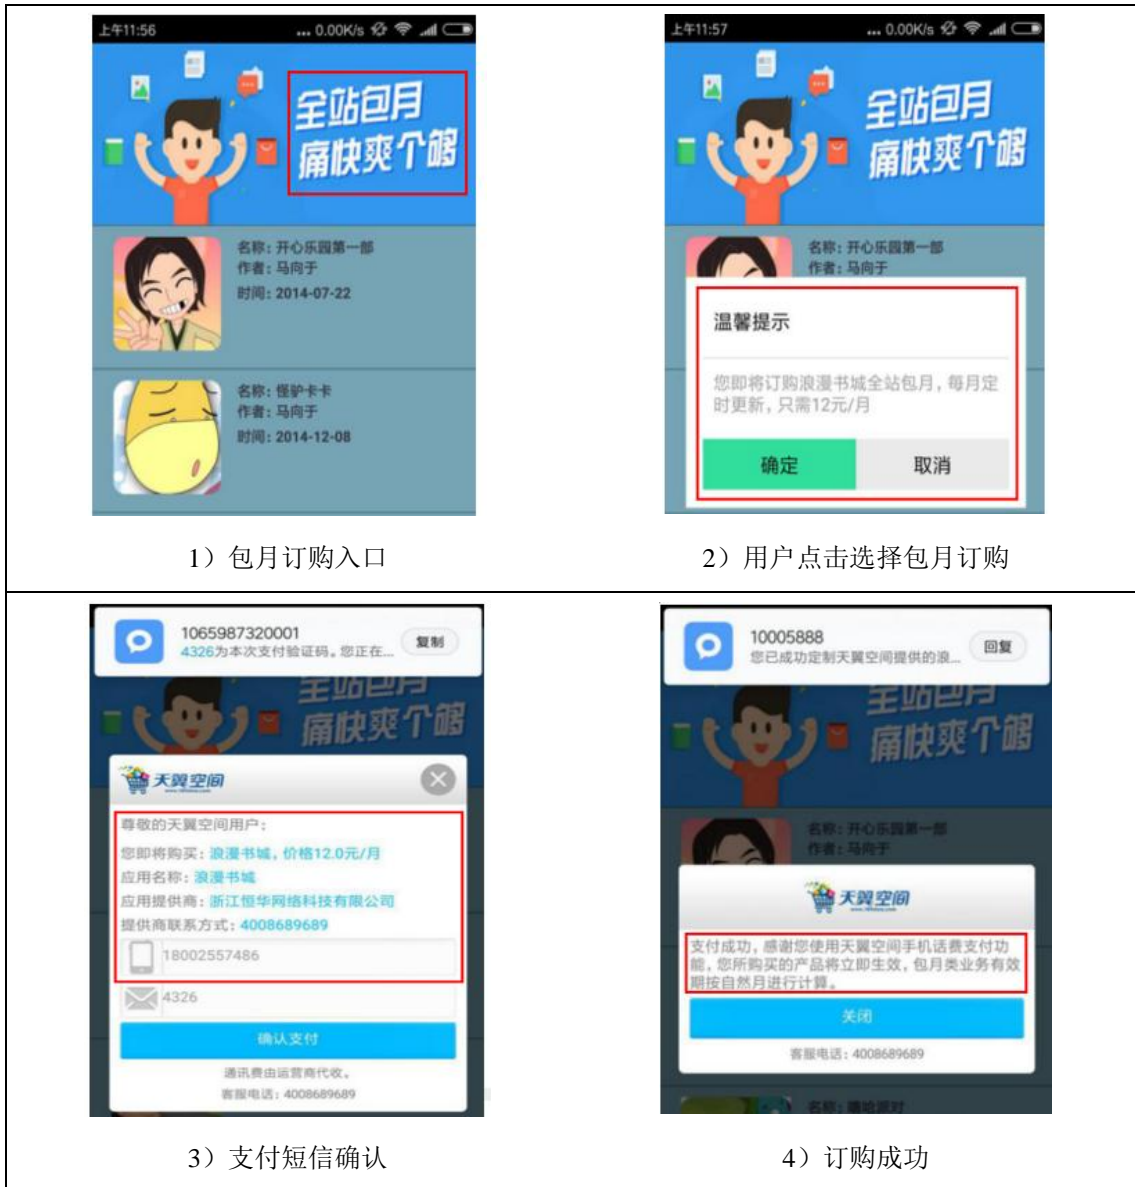 上午11:56
... 0.00K/s
全站包月
痛快爽个够
名称：开心乐园第一部
作者：马向于
时间：2014-07-22
名称：怪驴卡卡
作者：马向于
时间：2014-12-08
1）包月订购入口
上午11:57
... 0.00K/s
全站包月
痛快爽个够
名称：开心乐园第一部
作者：马向于
温馨提示
您即将订购浪漫书城全站包月，每月定
时更新，只需12元/月
确定
取消
2）用户点击选择包月订购
1065987320001
4326为本次支付验证码。您正在...
复制
全站包月
痛快爽个够
天翼空间
尊敬的天翼空间用户：
您即将购买：浪漫书城，价格12.0元/月
应用名称：浪漫书城
应用提供商：浙江恒华网络科技有限公司
提供商联系方式：4008689689
18002557486
4326
确认支付
通讯费由运营商代收。
客服电话：4008689689
3）支付短信确认
10005888
您已成功定制天翼空间提供的浪...
回复
全站包月
痛快爽个够
名称：开心乐园第一部
作者：马向于
天翼空间
支付成功，感谢您使用天翼空间手机话费支付功
能，您所购买的产品将立即生效，包月类业务有效
期按自然月进行计算。
关闭
客服电话：4008689689
名称：嘻哈派对
4）订购成功